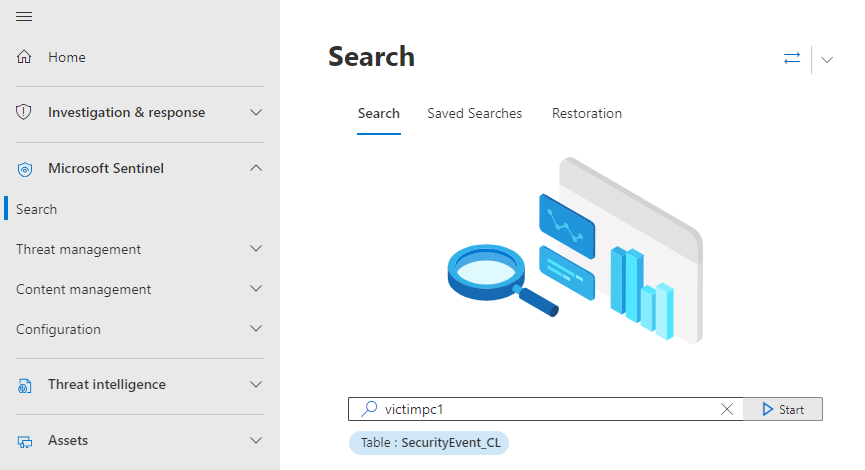 Home
Investigation & response
Microsoft Sentinel
Search
Threat management
Content management
Configuration
Threat intelligence
Assets
Search
Search Saved Searches Restoration
victimpc1 Start
Table : SecurityEvent_CL